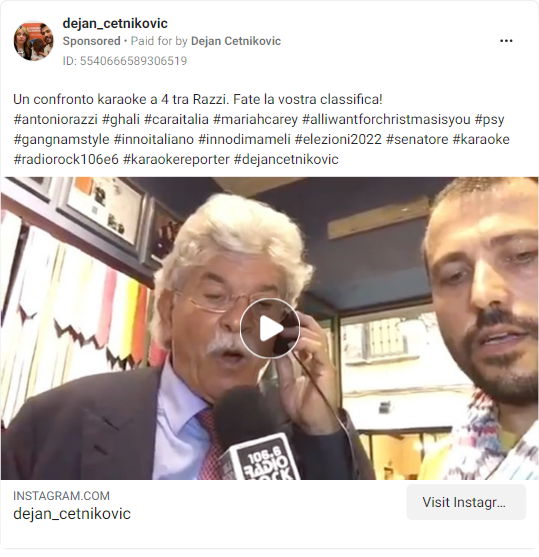 dejan_cetnikovic
Sponsored • Paid for by Dejan Cetnikovic
ID: 5540666589306519
Un confronto karaoke a 4 tra Razzi. Fate la vostra classifica!
#antoniorazzi #ghali #caraitalia #mariahcarey #alliwantforchristmasisyou #psy
#gangnamstyle #innoitaliano #innodimameli #elezioni2022 #senatore #karaoke
#radiorock106e6 #karaokereporter #dejancetnikovic
106.6
RADIO
ROCK
INSTAGRAM.COM
dejan_cetnikovic
Visit Instagr...